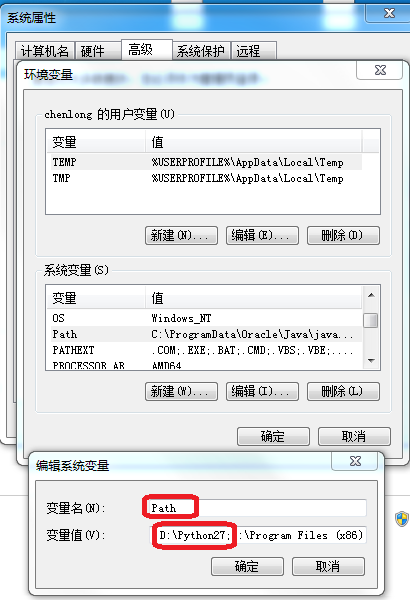 系统属性
计算机名 硬件 高级 系统保护 远程
环境变量
chenlong 的用户变量(U)
变量 值
TEMP %USERPROFILE%\AppData\Local\Temp
TMP %USERPROFILE%\AppData\Local\Temp
新建(N)... 编辑(E)... 删除(D)
系统变量(S)
变量 值
OS Windows_NT
Path C:\ProgramData\Oracle\Java\java...
PATHEXT .COM;.EXE;.BAT;.CMD;.VBS;.VBE;....
PROCESSOR_AR AMD64
新建(W)... 编辑(I)... 删除(L)
确定 取消
编辑系统变量
变量名(N): Path
变量值(V): D:\Python27; :\Program Files (x86)
确定 取消